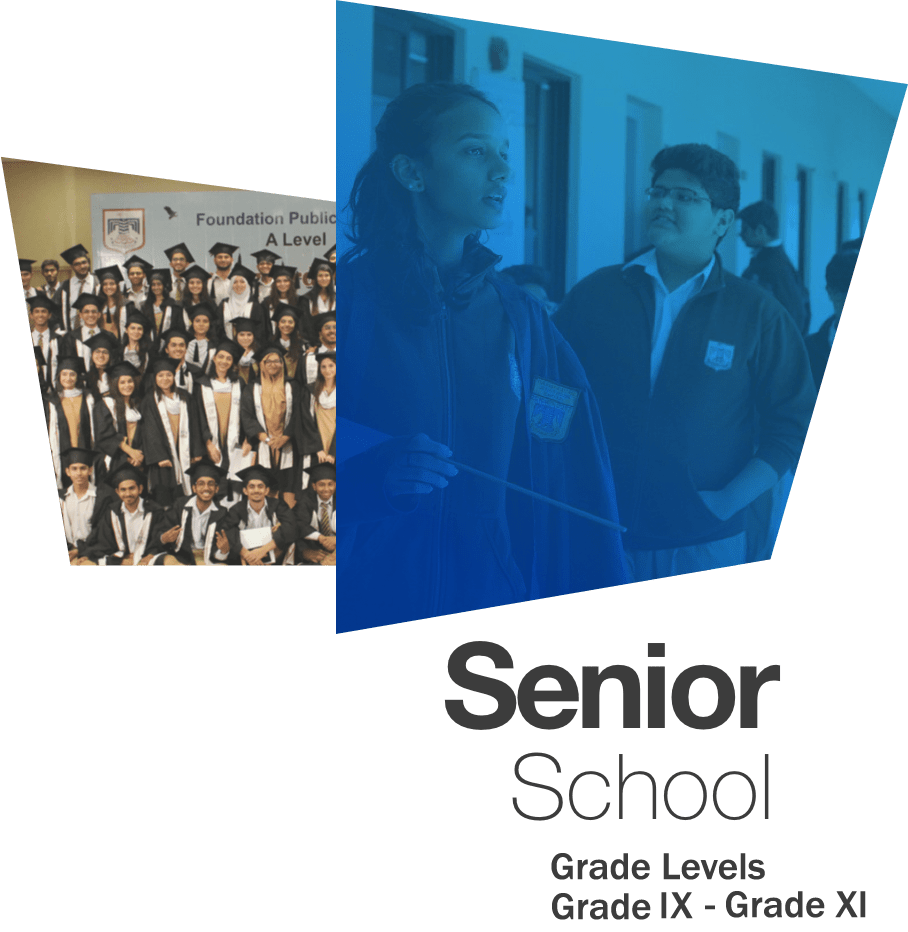 Foundation Public
A Level
Senior
School
Grade Levels
Grade IX - Grade XI